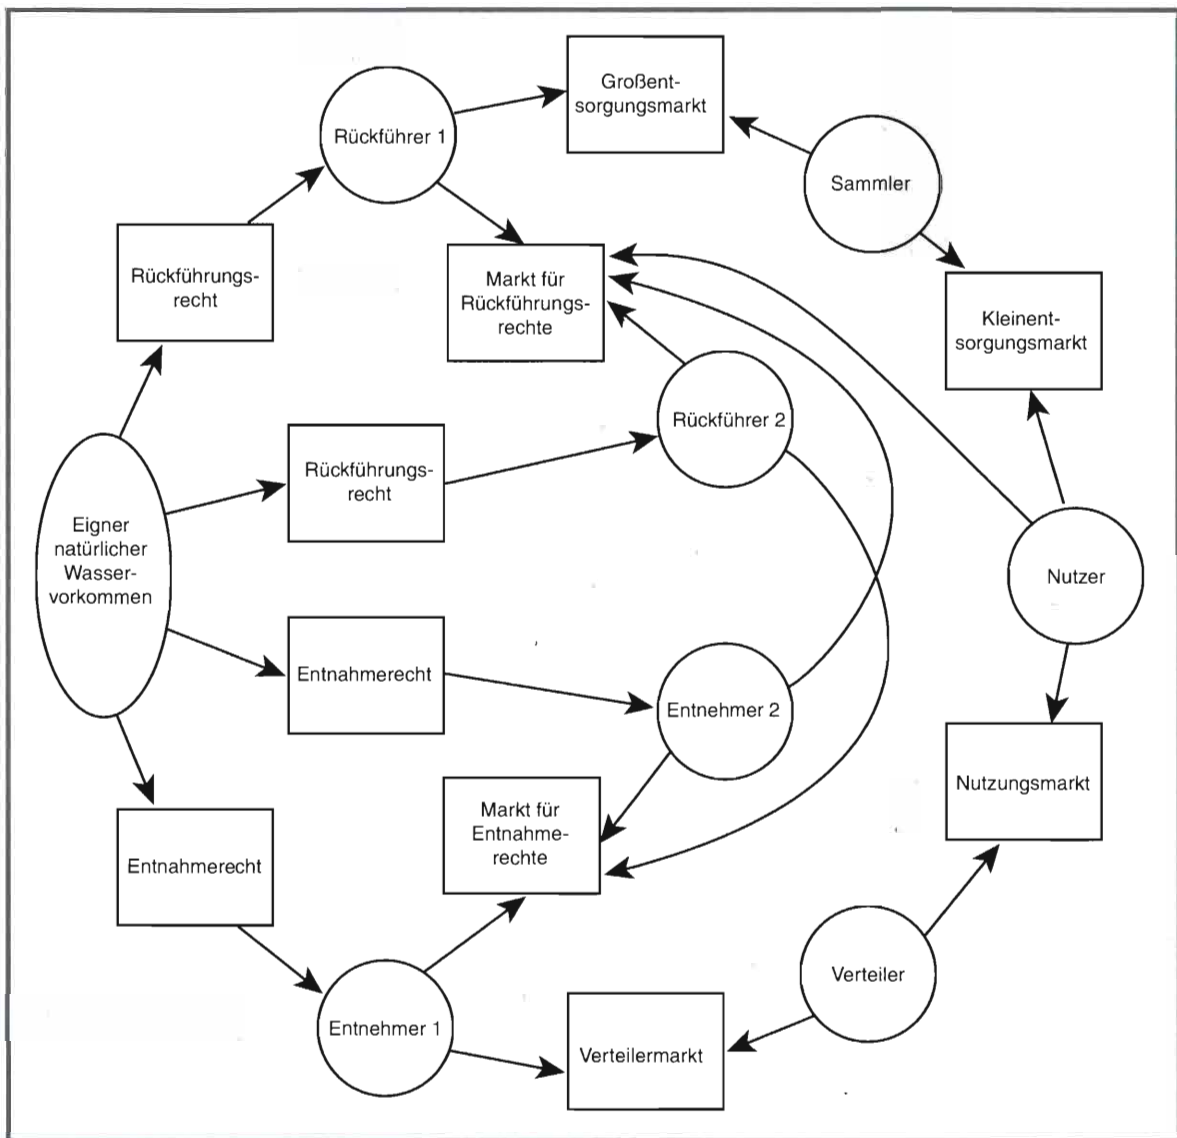 Großent-
sorgungsmarkt
Rückführer 1
Sammler
Rückführungs-
recht
Markt für
Rückführungs-
rechte
Kleinent-
sorgungsmarkt
Rückführer 2
Rückführungs-
recht
Eigner
natürlicher
Wasser-
vorkommen
Nutzer
Entnahmerecht
Entnehmer 2
Nutzungsmarkt
Markt für
Entnahme-
rechte
Entnahmerecht
Verteiler
Entnehmer 1
Verteilermarkt